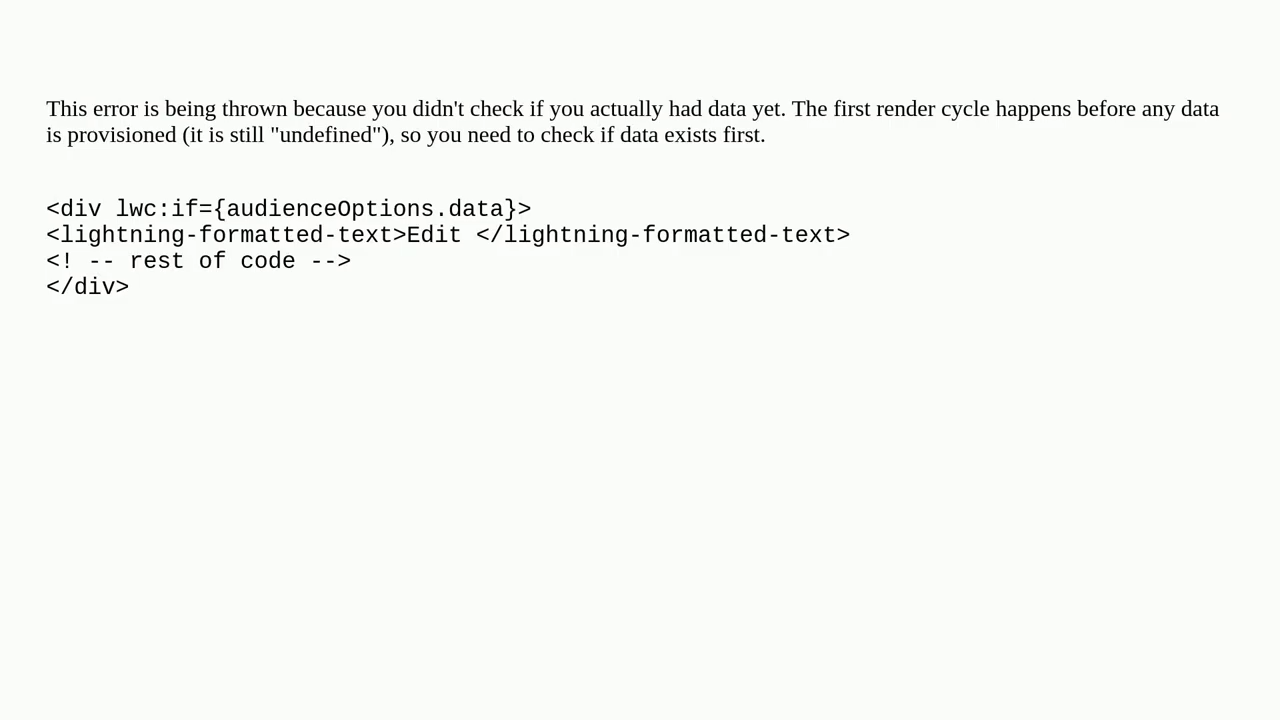 This error is being thrown because you didn't check if you actually had data yet. The first render cycle happens before any data
is provisioned (it is still "undefined"), so you need to check if data exists first.
<div lwc:if={audienceOptions.data}>
<lightning-formatted-text>Edit </lightning-formatted-text>
<! -- rest of code -->
</div>